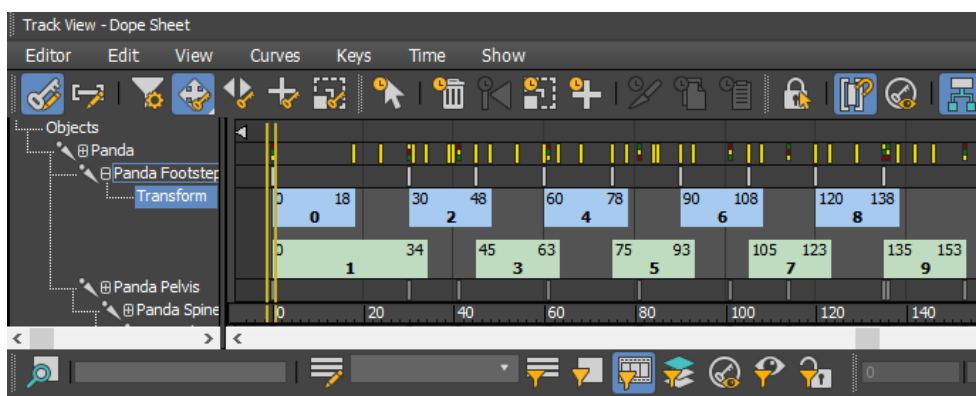 Track View - Dope Sheet
Editor Edit View Curves Keys Time Show
Objects
Panda
Panda Footstep
Transform
0 18 30 48 60 78 90 108 120 138
0 2 4 6 8
0 34 45 63 75 93 105 123 135 153
1 3 5 7 9
Panda Pelvis
Panda Spine
0 20 40 60 80 100 120 140
0